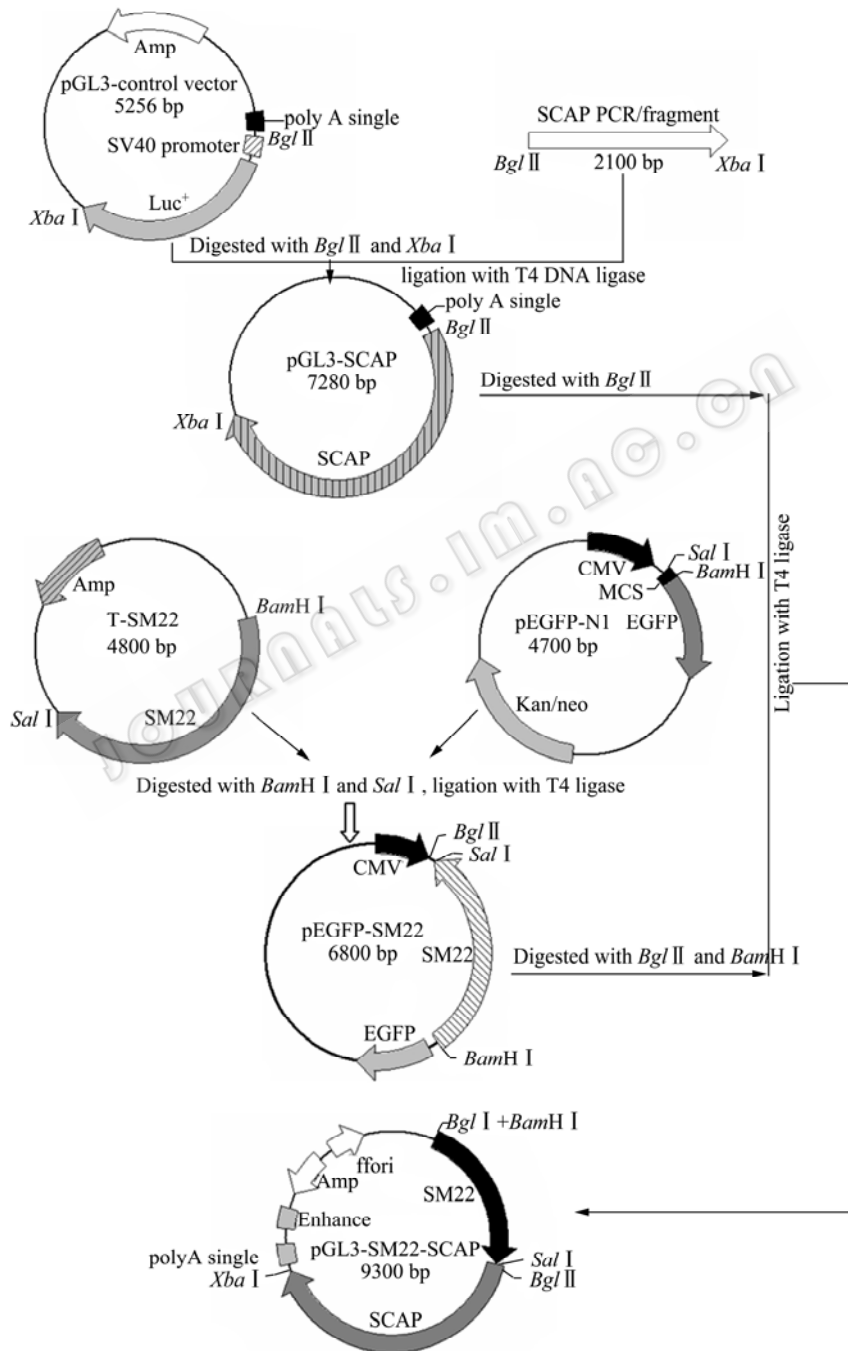 Amp
pGL3-control vector
5256 bp
poly A single
Bgl Ⅱ
SV40 promoter
Luc⁺
Xba Ⅰ
SCAP PCR/fragment
Bgl Ⅱ
2100 bp
Xba Ⅰ
Digested with Bgl Ⅱ and Xba Ⅰ
ligation with T4 DNA ligase
poly A single
Bgl Ⅱ
pGL3-SCAP
7280 bp
Xba Ⅰ
SCAP
Digested with Bgl Ⅱ
Amp
T-SM22
4800 bp
BamH Ⅰ
Sal Ⅰ
SM22
CMV
Sal Ⅰ
MCS
BamH Ⅰ
pEGFP-N1
EGFP
4700 bp
Kan/neo
Ligation with T4 ligase
Digested with BamH Ⅰ and Sal Ⅰ , ligation with T4 ligase
Bgl Ⅱ
Sal Ⅰ
CMV
pEGFP-SM22
6800 bp
SM22
EGFP
BamH Ⅰ
Digested with Bgl Ⅱ and BamH Ⅰ
Bgl Ⅰ +BamH Ⅰ
ffori
Amp
SM22
Enhance
pGL3-SM22-SCAP
9300 bp
polyA single
Xba Ⅰ
Sal Ⅰ
Bgl Ⅱ
SCAP
JOURNALS.IM.AC.CN